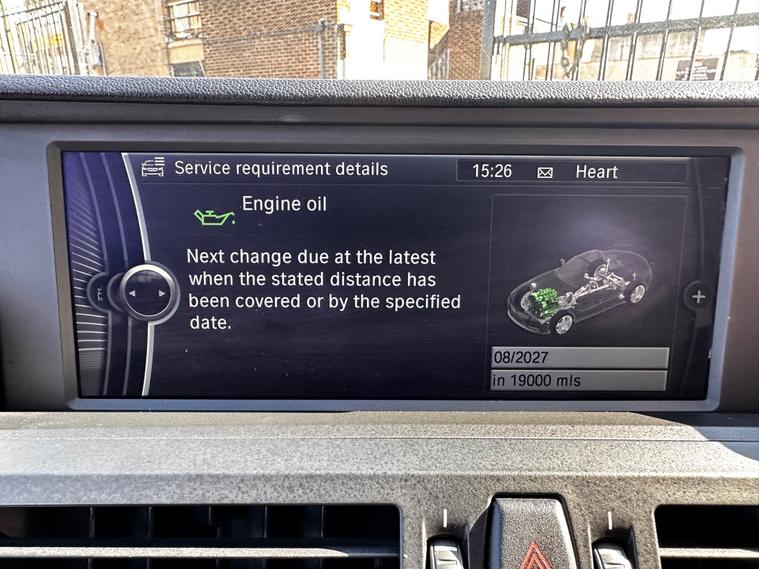 Service requirement details
15:26
Heart
Engine oil
Next change due at the latest
when the stated distance has
been covered or by the specified
date.
08/2027
in 19000 mls